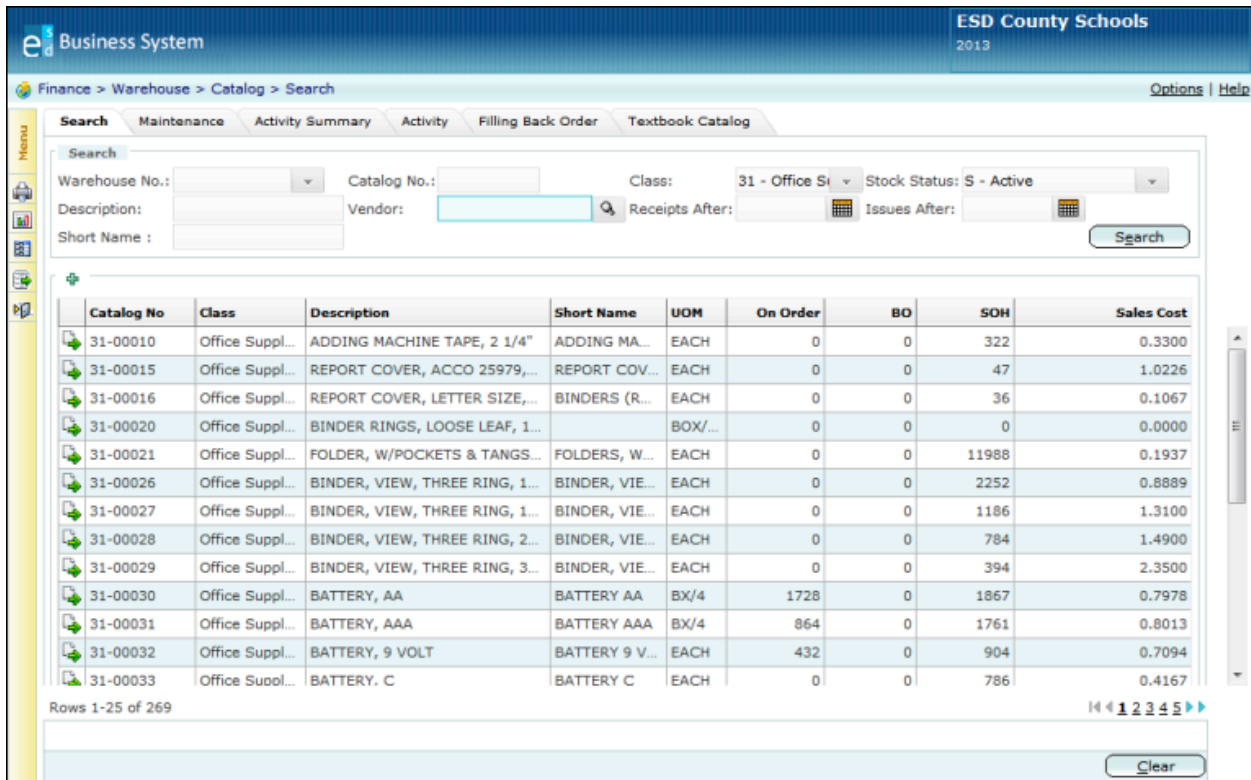 esd Business System
ESD County Schools
2013
Finance > Warehouse > Catalog > Search
Options | Help
Menu
Search Maintenance Activity Summary Activity Filling Back Order Textbook Catalog
Search
Warehouse No.: Catalog No.: Class: 31 - Office Su Stock Status: S - Active
Description: Vendor: Receipts After: Issues After:
Short Name :
Search
Catalog No Class Description Short Name UOM On Order BO SOH Sales Cost
31-00010 Office Suppl... ADDING MACHINE TAPE, 2 1/4" ADDING MA... EACH 0 0 322 0.3300
31-00015 Office Suppl... REPORT COVER, ACCO 25979,... REPORT COV... EACH 0 0 47 1.0226
31-00016 Office Suppl... REPORT COVER, LETTER SIZE,... BINDERS (R... EACH 0 0 36 0.1067
31-00020 Office Suppl... BINDER RINGS, LOOSE LEAF, 1... BOX/... 0 0 0 0.0000
31-00021 Office Suppl... FOLDER, W/POCKETS & TANGS... FOLDERS, W... EACH 0 0 11988 0.1937
31-00026 Office Suppl... BINDER, VIEW, THREE RING, 1... BINDER, VIE... EACH 0 0 2252 0.8889
31-00027 Office Suppl... BINDER, VIEW, THREE RING, 1... BINDER, VIE... EACH 0 0 1186 1.3100
31-00028 Office Suppl... BINDER, VIEW, THREE RING, 2... BINDER, VIE... EACH 0 0 784 1.4900
31-00029 Office Suppl... BINDER, VIEW, THREE RING, 3... BINDER, VIE... EACH 0 0 394 2.3500
31-00030 Office Suppl... BATTERY, AA BATTERY AA BX/4 1728 0 1867 0.7978
31-00031 Office Suppl... BATTERY, AAA BATTERY AAA BX/4 864 0 1761 0.8013
31-00032 Office Suppl... BATTERY, 9 VOLT BATTERY 9 V... EACH 432 0 904 0.7094
31-00033 Office Suppl... BATTERY, C BATTERY C EACH 0 0 786 0.4167
Rows 1-25 of 269
1 2 3 4 5
Clear